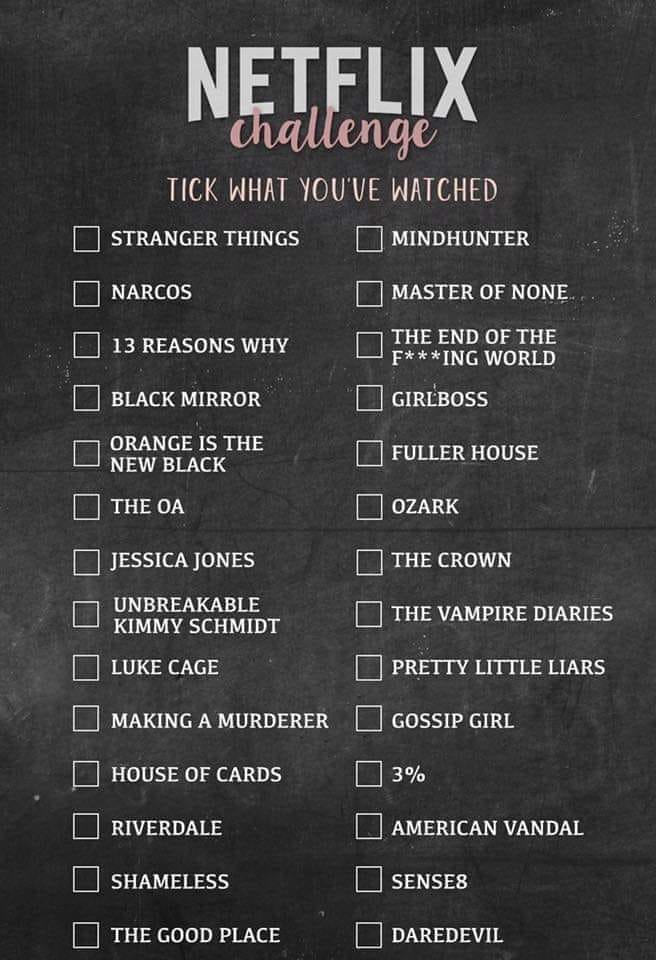 NETFLIX
challenge
TICK WHAT YOU'VE WATCHED
STRANGER THINGS
NARCOS
13 REASONS WHY
BLACK MIRROR
ORANGE IS THE
NEW BLACK
THE OA
JESSICA JONES
UNBREAKABLE
KIMMY SCHMIDT
LUKE CAGE
MAKING A MURDERER
HOUSE OF CARDS
RIVERDALE
SHAMELESS
THE GOOD PLACE
MINDHUNTER
MASTER OF NONE
THE END OF THE
F***ING WORLD
GIRLBOSS
FULLER HOUSE
OZARK
THE CROWN
THE VAMPIRE DIARIES
PRETTY LITTLE LIARS
GOSSIP GIRL
3%
AMERICAN VANDAL
SENSE8
DAREDEVIL